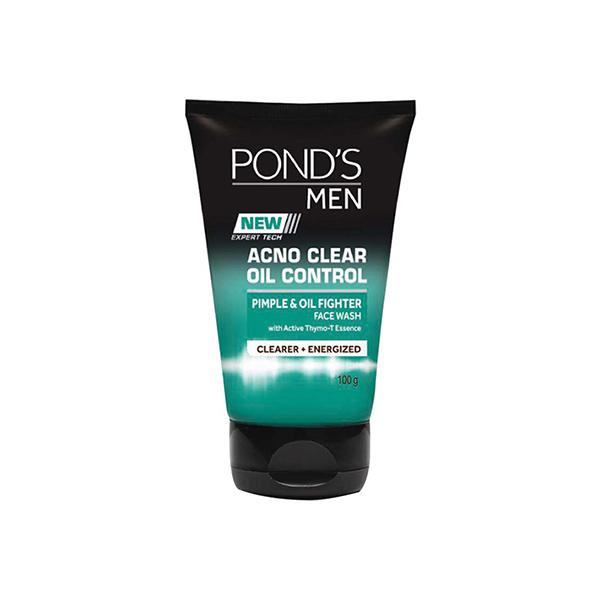 POND'S
MEN
NEW
EXPERT TECH
ACNO CLEAR
OIL CONTROL
PIMPLE & OIL FIGHTER
FACE WASH
with Active Thymo-T Essence
CLEARER + ENERGIZED
100 g